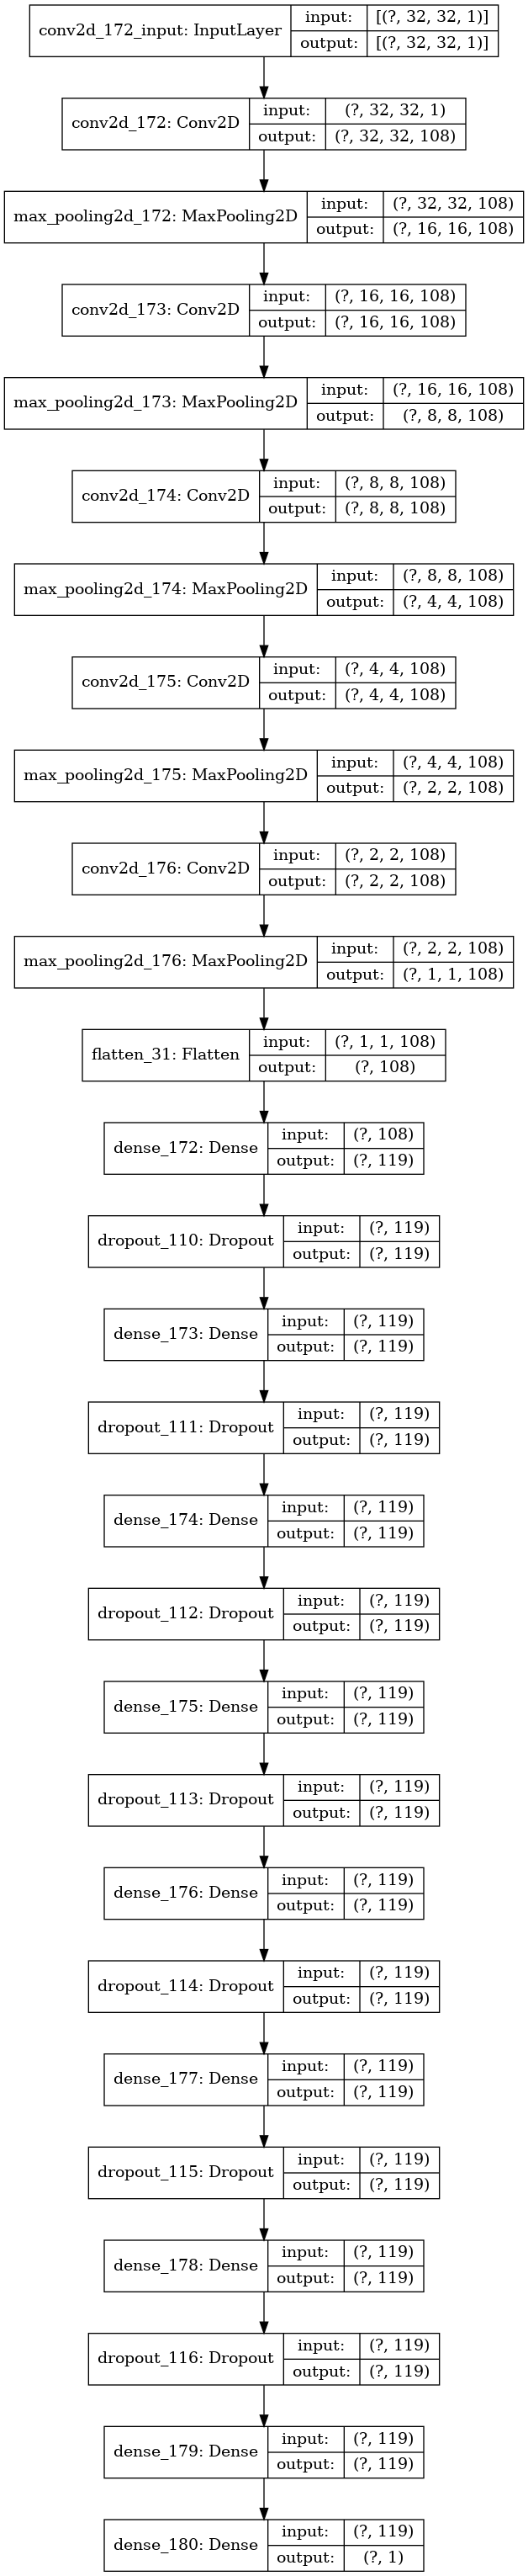 conv2d_172_input: InputLayer input: [(?, 32, 32, 1)]
output: [(?, 32, 32, 1)]
conv2d_172: Conv2D input: (?, 32, 32, 1)
output: (?, 32, 32, 108)
max_pooling2d_172: MaxPooling2D input: (?, 32, 32, 108)
output: (?, 16, 16, 108)
conv2d_173: Conv2D input: (?, 16, 16, 108)
output: (?, 16, 16, 108)
max_pooling2d_173: MaxPooling2D input: (?, 16, 16, 108)
output: (?, 8, 8, 108)
conv2d_174: Conv2D input: (?, 8, 8, 108)
output: (?, 8, 8, 108)
max_pooling2d_174: MaxPooling2D input: (?, 8, 8, 108)
output: (?, 4, 4, 108)
conv2d_175: Conv2D input: (?, 4, 4, 108)
output: (?, 4, 4, 108)
max_pooling2d_175: MaxPooling2D input: (?, 4, 4, 108)
output: (?, 2, 2, 108)
conv2d_176: Conv2D input: (?, 2, 2, 108)
output: (?, 2, 2, 108)
max_pooling2d_176: MaxPooling2D input: (?, 2, 2, 108)
output: (?, 1, 1, 108)
flatten_31: Flatten input: (?, 1, 1, 108)
output: (?, 108)
dense_172: Dense input: (?, 108)
output: (?, 119)
dropout_110: Dropout input: (?, 119)
output: (?, 119)
dense_173: Dense input: (?, 119)
output: (?, 119)
dropout_111: Dropout input: (?, 119)
output: (?, 119)
dense_174: Dense input: (?, 119)
output: (?, 119)
dropout_112: Dropout input: (?, 119)
output: (?, 119)
dense_175: Dense input: (?, 119)
output: (?, 119)
dropout_113: Dropout input: (?, 119)
output: (?, 119)
dense_176: Dense input: (?, 119)
output: (?, 119)
dropout_114: Dropout input: (?, 119)
output: (?, 119)
dense_177: Dense input: (?, 119)
output: (?, 119)
dropout_115: Dropout input: (?, 119)
output: (?, 119)
dense_178: Dense input: (?, 119)
output: (?, 119)
dropout_116: Dropout input: (?, 119)
output: (?, 119)
dense_179: Dense input: (?, 119)
output: (?, 119)
dense_180: Dense input: (?, 119)
output: (?, 1)